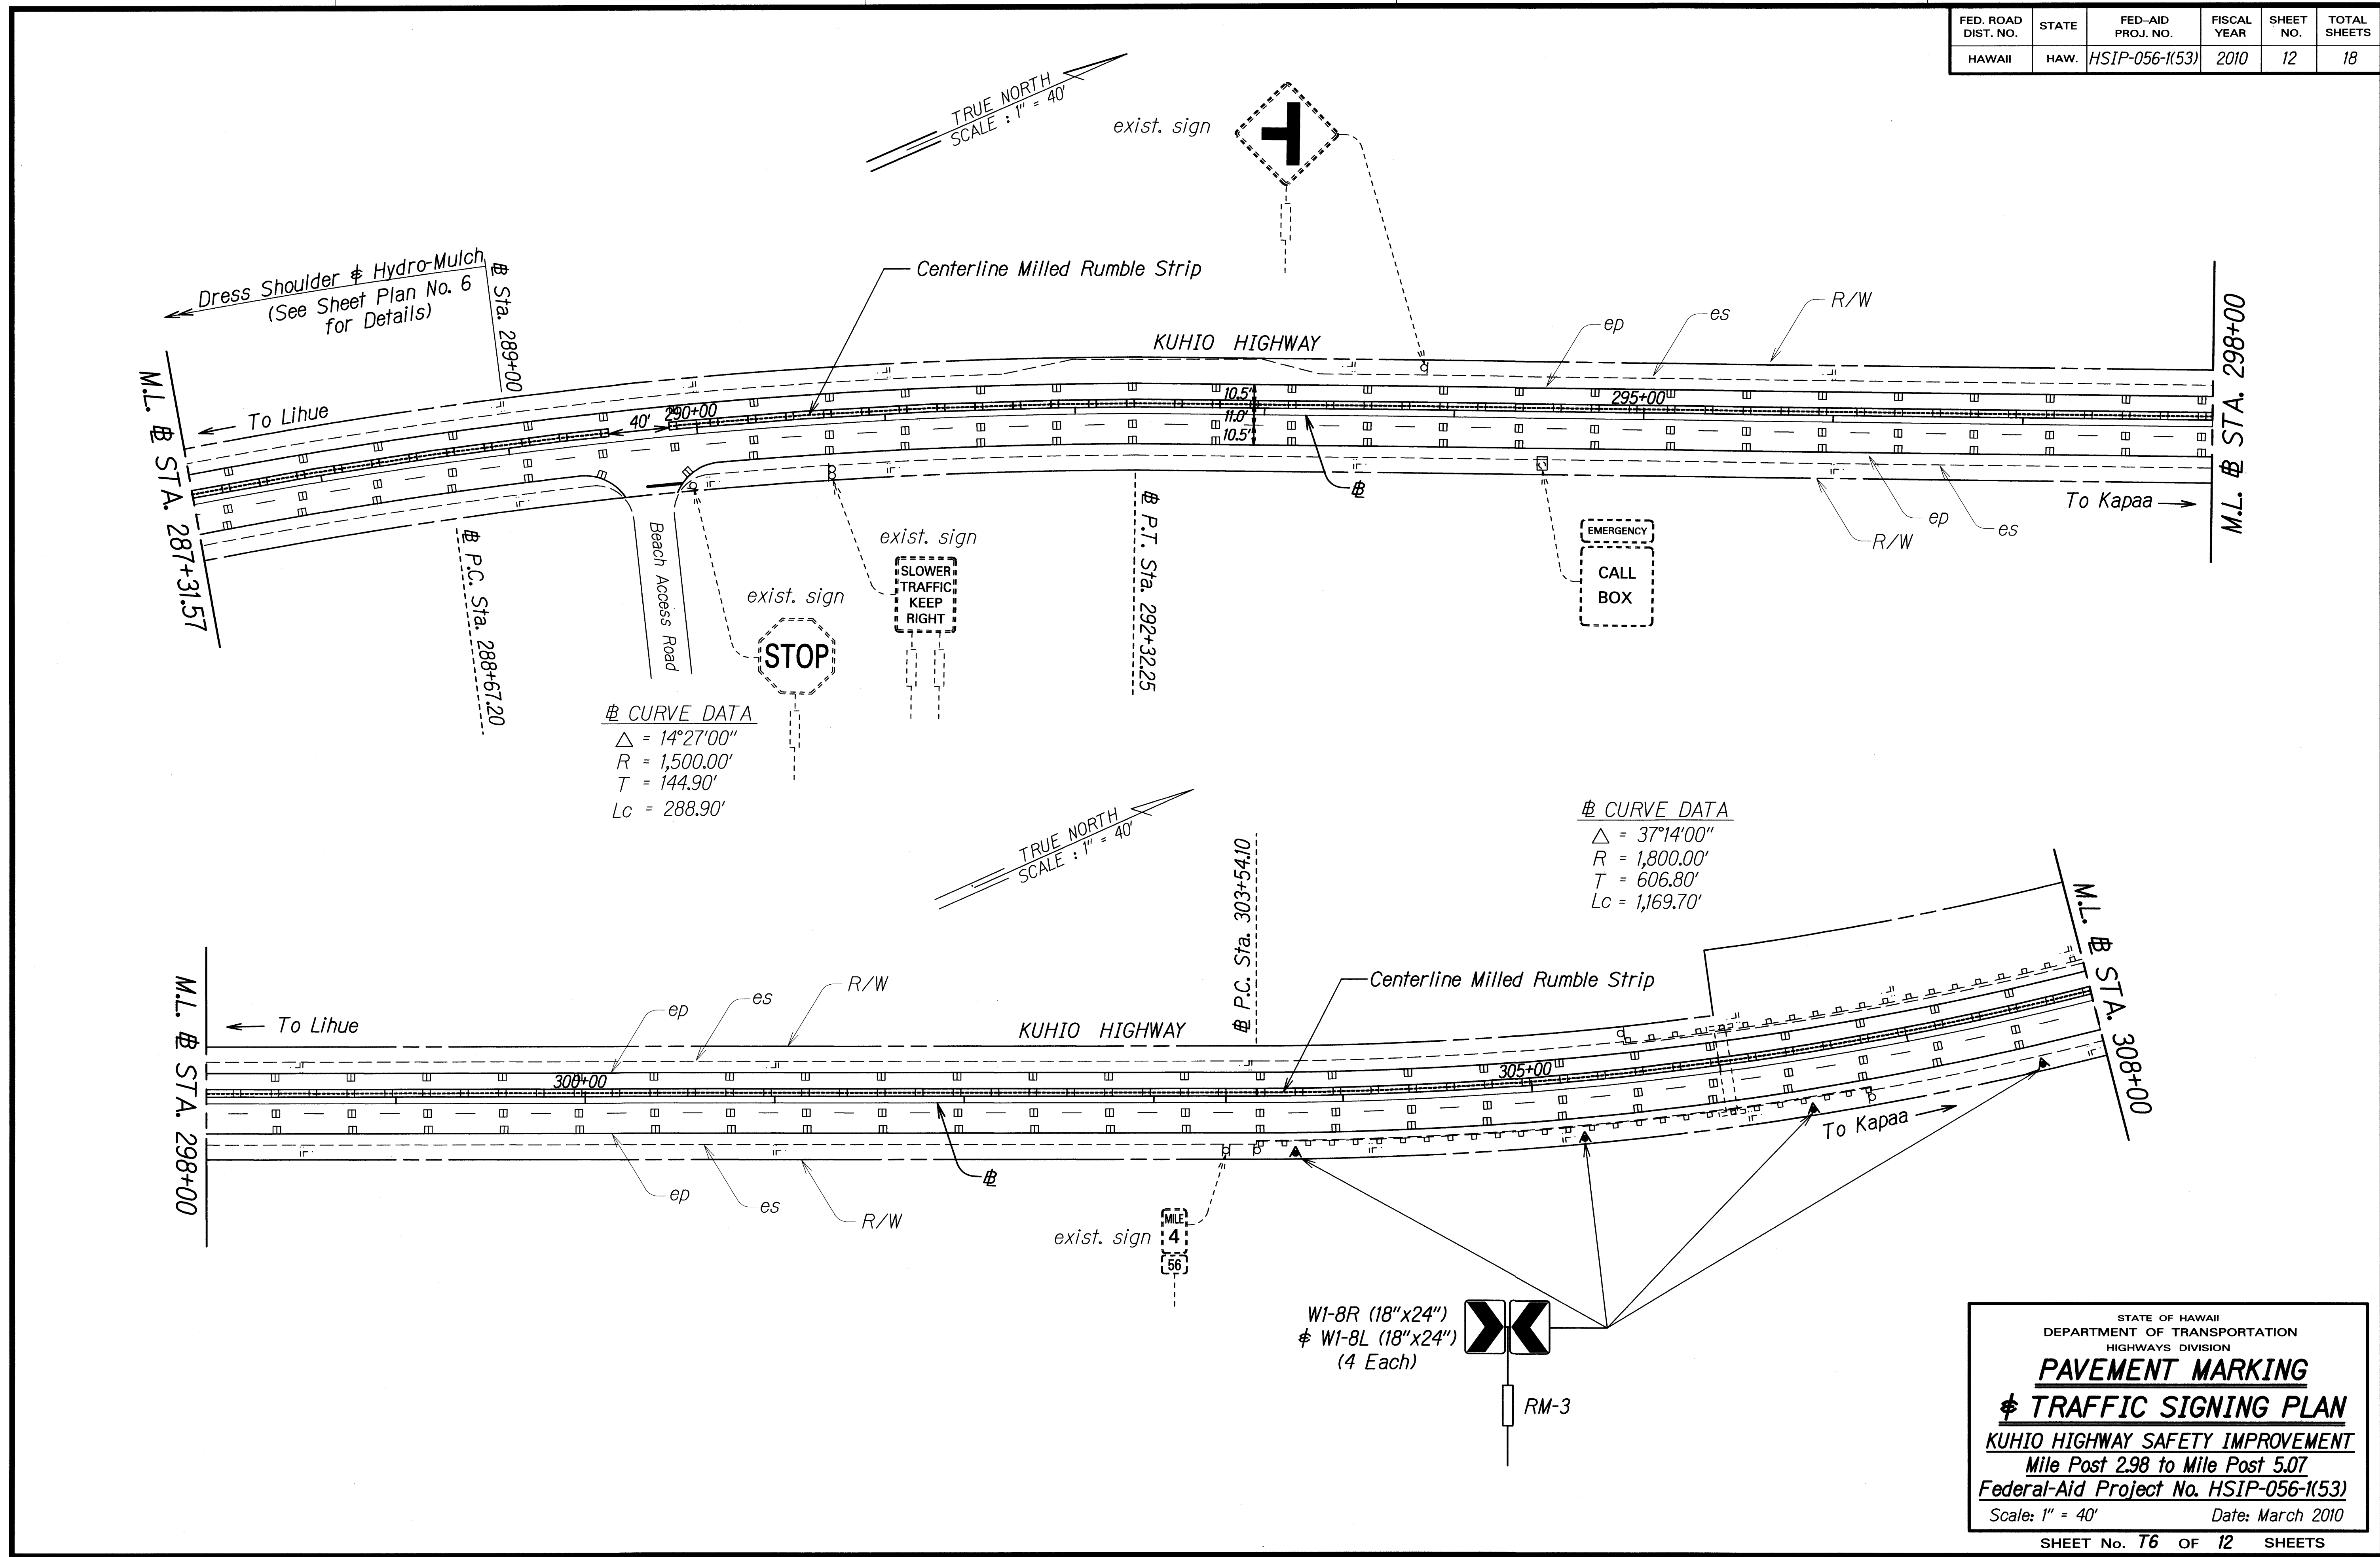 FED. ROAD DIST. NO.
STATE
FED-AID PROJ. NO.
FISCAL YEAR
SHEET NO.
TOTAL SHEETS
HAWAII
HAW.
HSIP-056-1(53)
2010
12
18
TRUE NORTH
SCALE : 1" = 40'
exist. sign
Dress Shoulder & Hydro-Mulch
(See Sheet Plan No. 6
for Details)
℄ Sta. 289+00
Centerline Milled Rumble Strip
KUHIO HIGHWAY
ep
es
R/W
M.L. ℄ STA. 287+31.57
To Lihue
40'
290+00
10.5'
11.0'
10.5'
295+00
M.L. ℄ STA. 298+00
℄
To Kapaa
ep
es
R/W
℄ P.C. Sta. 288+67.20
Beach Access Road
exist. sign
STOP
exist. sign
SLOWER
TRAFFIC
KEEP
RIGHT
℄ P.T. Sta. 292+32.25
EMERGENCY
CALL
BOX
℄ CURVE DATA
△ = 14°27'00"
R = 1,500.00'
T = 144.90'
Lc = 288.90'
TRUE NORTH
SCALE : 1" = 40'
℄ P.C. Sta. 303+54.10
℄ CURVE DATA
△ = 37°14'00"
R = 1,800.00'
T = 606.80'
Lc = 1,169.70'
M.L. ℄ STA. 298+00
To Lihue
ep
es
R/W
KUHIO HIGHWAY
Centerline Milled Rumble Strip
300+00
305+00
M.L. ℄ STA. 308+00
To Kapaa
ep
es
R/W
℄
exist. sign
MILE
4
56
W1-8R (18"x24")
& W1-8L (18"x24")
(4 Each)
RM-3
STATE OF HAWAII
DEPARTMENT OF TRANSPORTATION
HIGHWAYS DIVISION
PAVEMENT MARKING
& TRAFFIC SIGNING PLAN
KUHIO HIGHWAY SAFETY IMPROVEMENT
Mile Post 2.98 to Mile Post 5.07
Federal-Aid Project No. HSIP-056-1(53)
Scale: 1" = 40' Date: March 2010
SHEET No. T6 OF 12 SHEETS